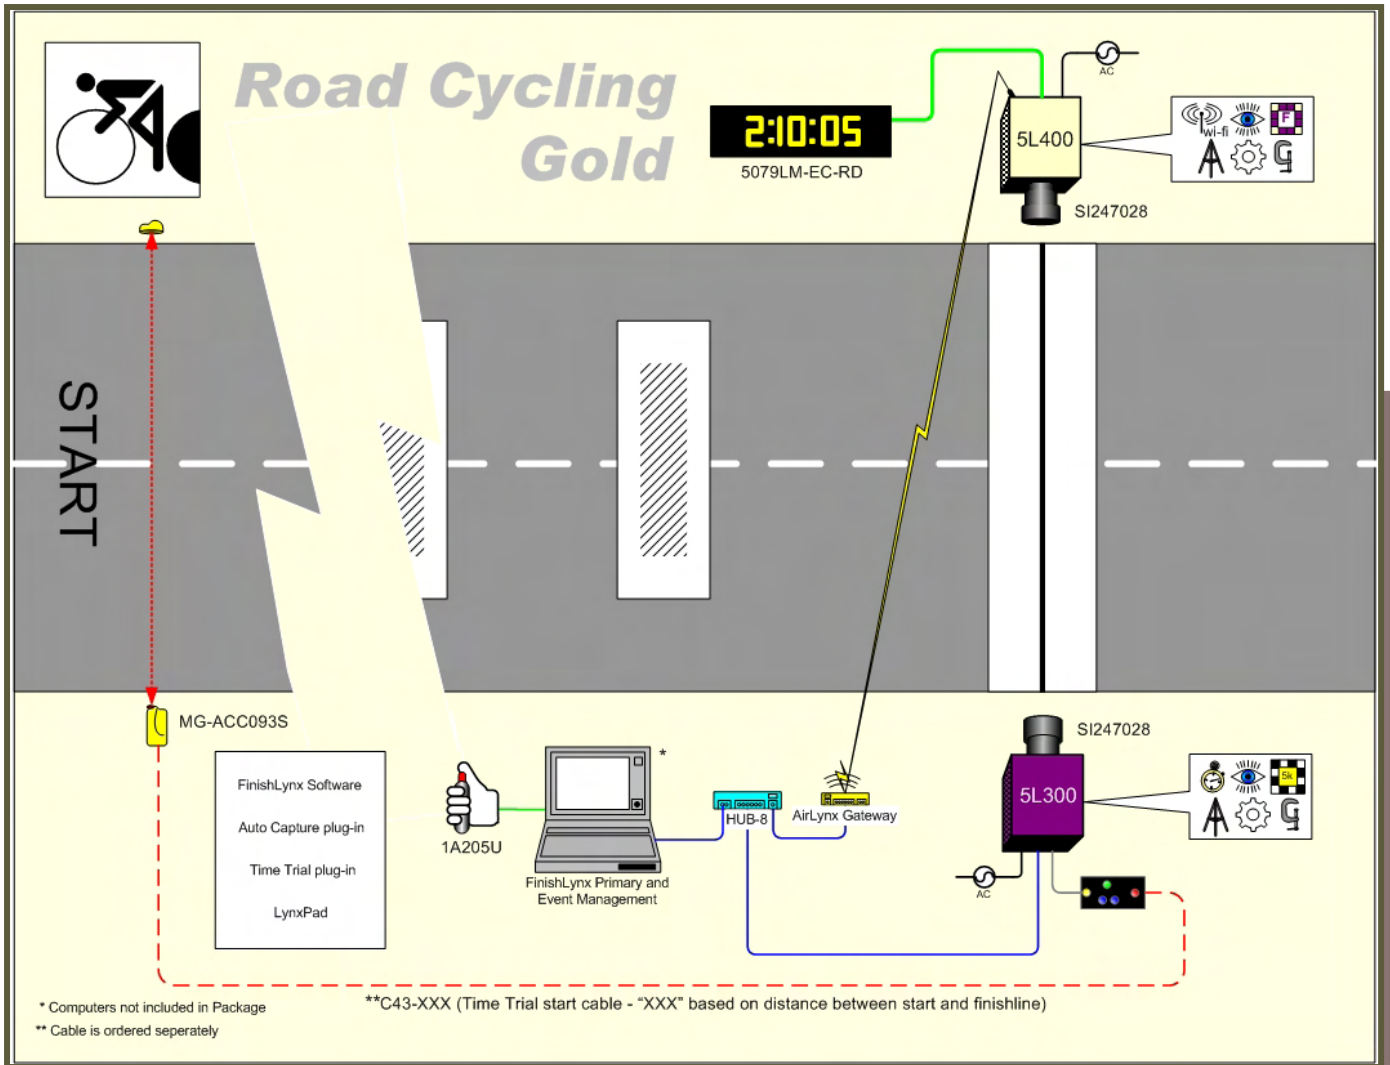 Road Cycling
Gold
2:10:05
5079LM-EC-RD
AC
5L400
wi-fi
F
SI247028
START
MG-ACC093S
SI247028
FinishLynx Software
Auto Capture plug-in
Time Trial plug-in
LynxPad
*
1A205U
FinishLynx Primary and
Event Management
HUB-8
AirLynx Gateway
5L300
5k
AC
* Computers not included in Package
** Cable is ordered seperately
**C43-XXX (Time Trial start cable - “XXX” based on distance between start and finishline)